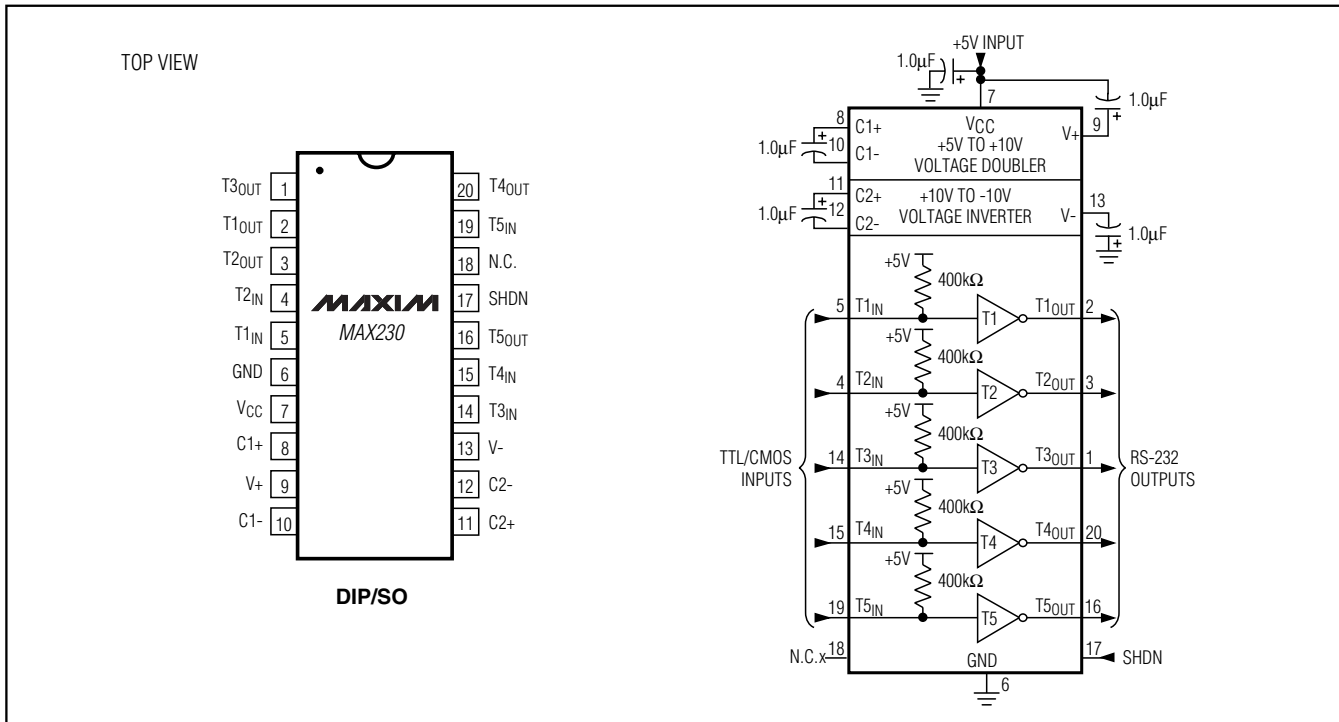 TOP VIEW
T3OUT 1
T1OUT 2
T2OUT 3
T2IN 4
T1IN 5
GND 6
VCC 7
C1+ 8
V+ 9
C1- 10
20 T4OUT
19 T5IN
18 N.C.
17 SHDN
16 T5OUT
15 T4IN
14 T3IN
13 V-
12 C2-
11 C2+
MAXIM
MAX230
DIP/SO
+5V INPUT
1.0µF
+
7
1.0µF
+
8 C1+
10 C1-
1.0µF
+
VCC
+5V TO +10V
VOLTAGE DOUBLER
V+ 9
11 C2+
12 C2-
1.0µF
+
+10V TO -10V
VOLTAGE INVERTER
V- 13
1.0µF
+
+5V
400kΩ
5 T1IN T1 T1OUT 2
+5V
400kΩ
4 T2IN T2 T2OUT 3
+5V
400kΩ
14 T3IN T3 T3OUT 1
+5V
400kΩ
15 T4IN T4 T4OUT 20
+5V
400kΩ
19 T5IN T5 T5OUT 16
TTL/CMOS
INPUTS
RS-232
OUTPUTS
N.C.x 18
GND
17 SHDN
6